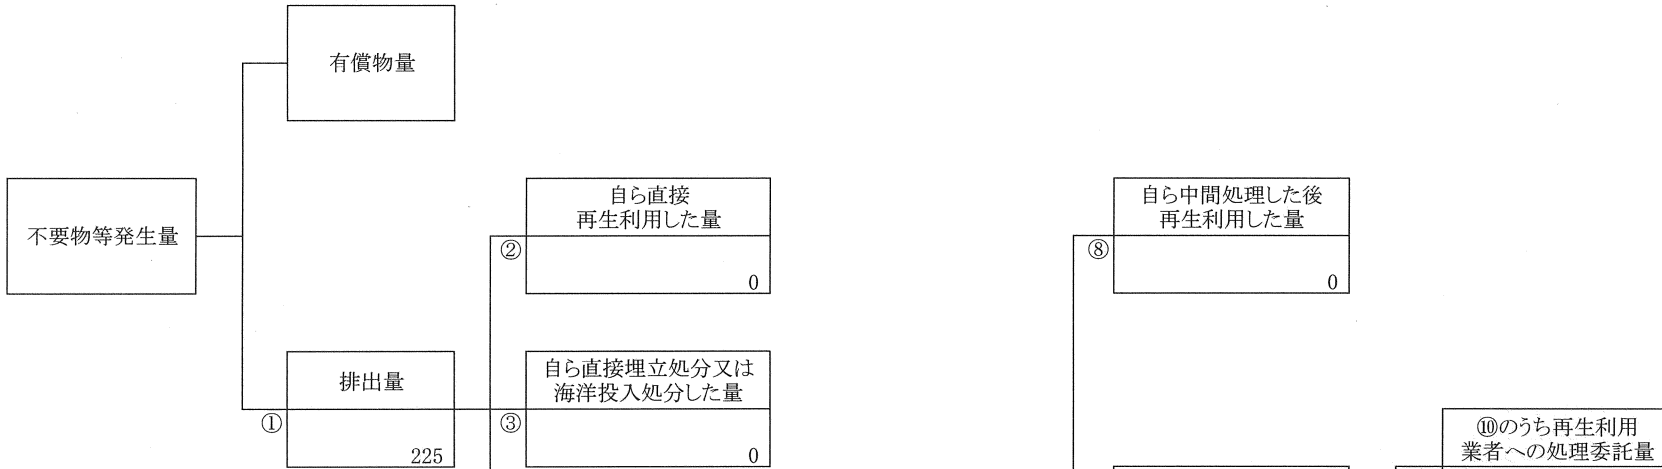 有償物量
不要物等発生量
自ら直接
再生利用した量
②
0
自ら中間処理した後
再生利用した量
⑧
0
排出量
①
225
自ら直接埋立処分又は
海洋投入処分した量
③
0
⑩のうち再生利用
業者への処理委託量